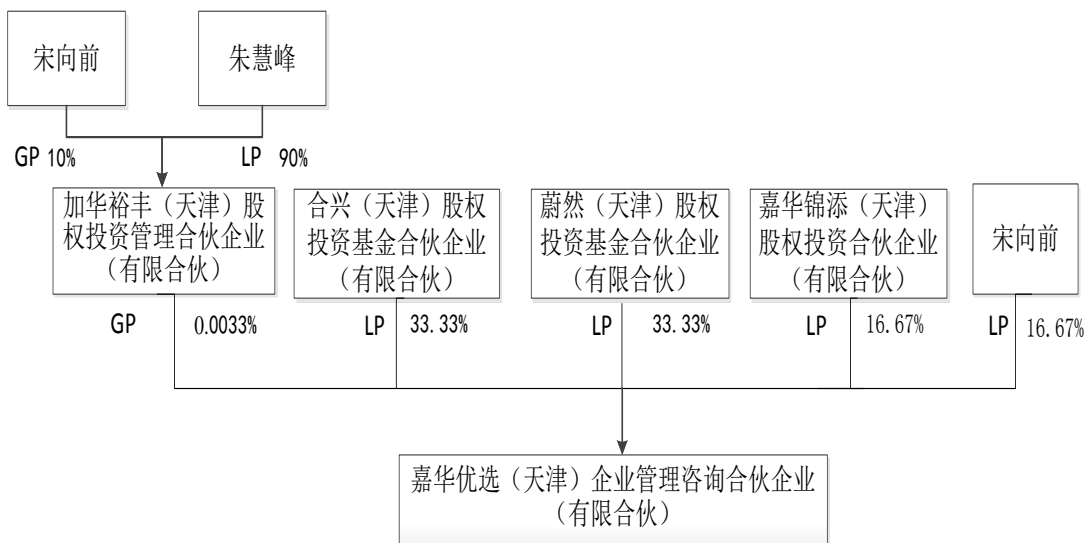 宋向前
朱慧峰
GP 10%
LP 90%
加华裕丰（天津）股
权投资管理合伙企业
（有限合伙）
合兴（天津）股权
投资基金合伙企业
（有限合伙）
蔚然（天津）股权
投资基金合伙企业
（有限合伙）
嘉华锦添（天津）
股权投资合伙企业
（有限合伙）
宋向前
GP 0.0033%
LP 33.33%
LP 33.33%
LP 16.67%
LP 16.67%
嘉华优选（天津）企业管理咨询合伙企业
（有限合伙）